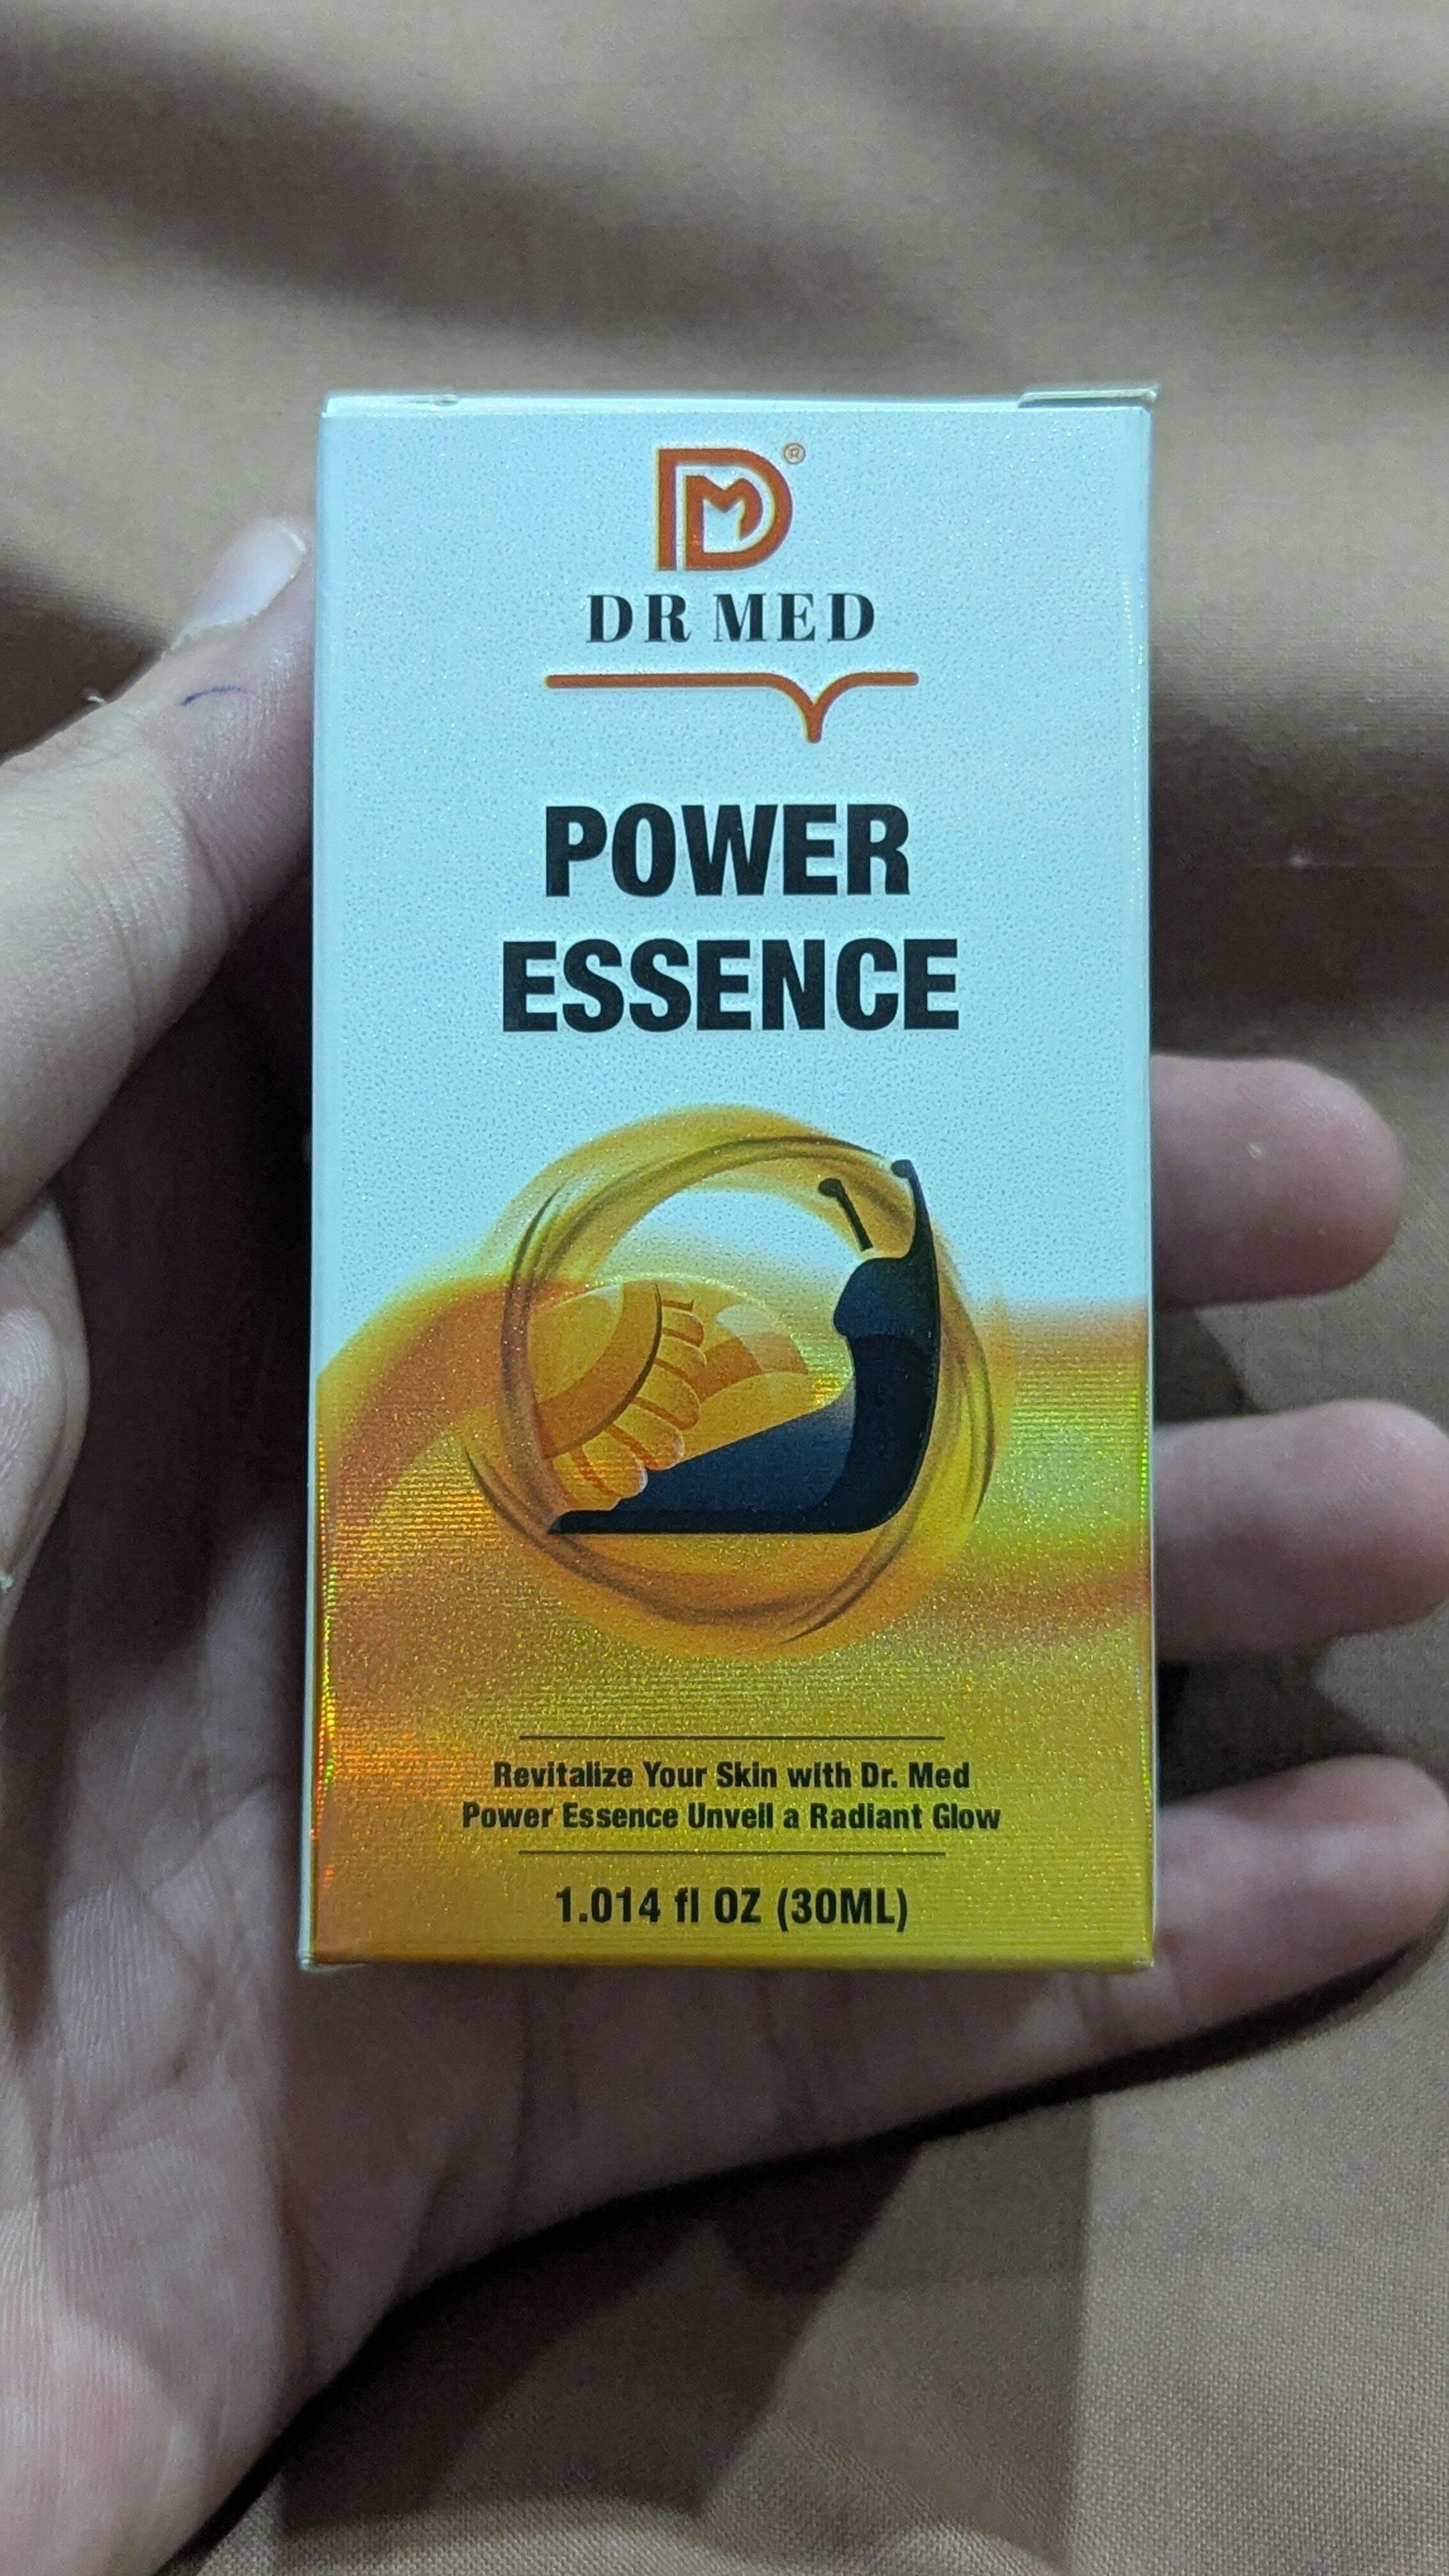 DM®
DR MED
POWER
ESSENCE
Revitalize Your Skin with Dr. Med
Power Essence Unveil a Radiant Glow
1.014 fl OZ (30ML)